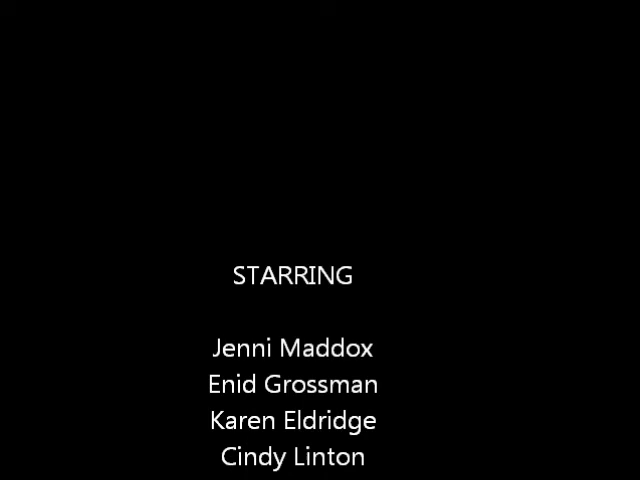 STARRING
Jenni Maddox
Enid Grossman
Karen Eldridge
Cindy Linton